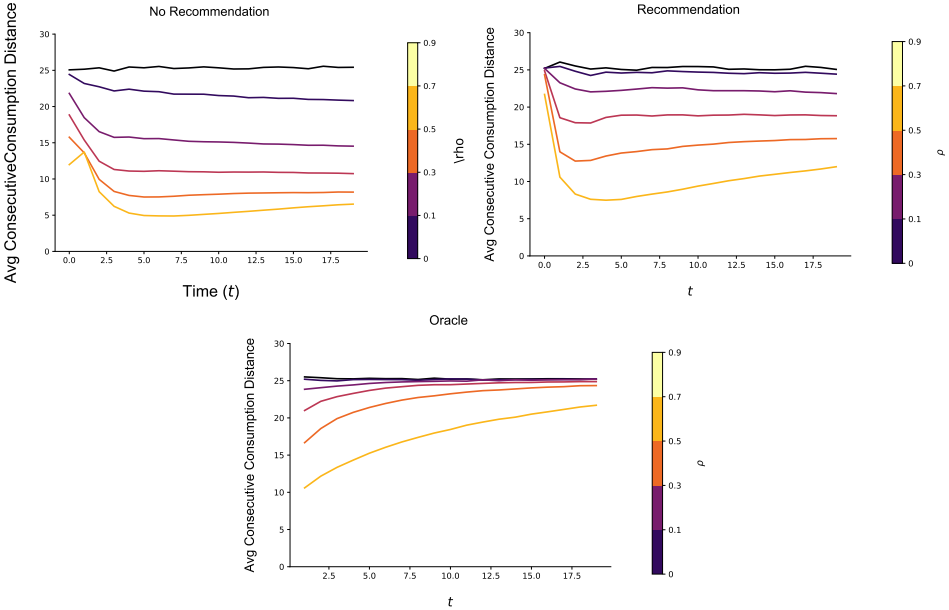 No Recommendation
Avg ConsecutiveConsumption Distance
30
25
20
15
10
5
0
0.0 2.5 5.0 7.5 10.0 12.5 15.0 17.5
Time (t)
0.9
0.7
0.5
0.3
0.1
0
\rho
Recommendation
Avg Consecutive Consumption Distance
30
25
20
15
10
5
0
0.0 2.5 5.0 7.5 10.0 12.5 15.0 17.5
t
0.9
0.7
0.5
0.3
0.1
0
ρ
Oracle
Avg Consecutive Consumption Distance
30
25
20
15
10
5
0
2.5 5.0 7.5 10.0 12.5 15.0 17.5
t
0.9
0.7
0.5
0.3
0.1
0
ρ